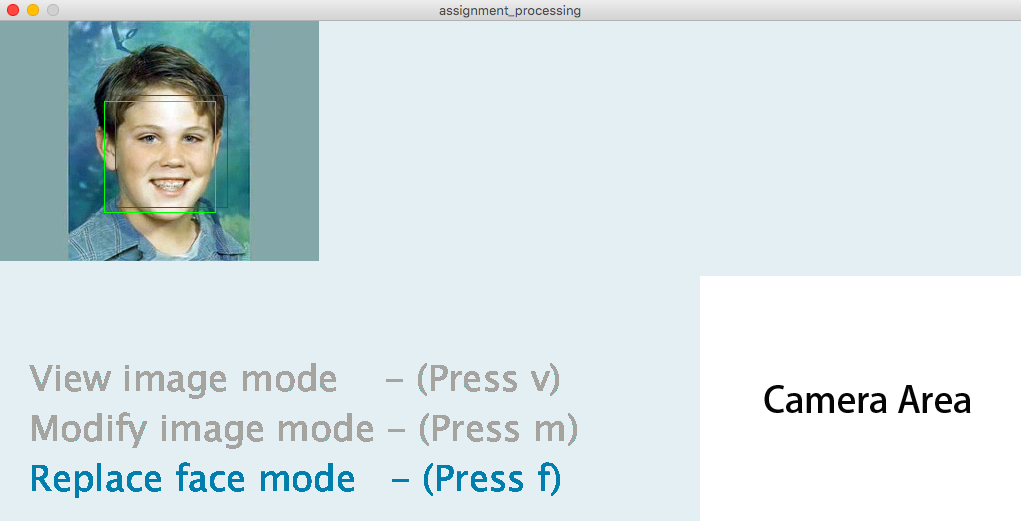 assignment_processing
View image mode - (Press v)
Modify image mode - (Press m)
Replace face mode - (Press f)
Camera Area